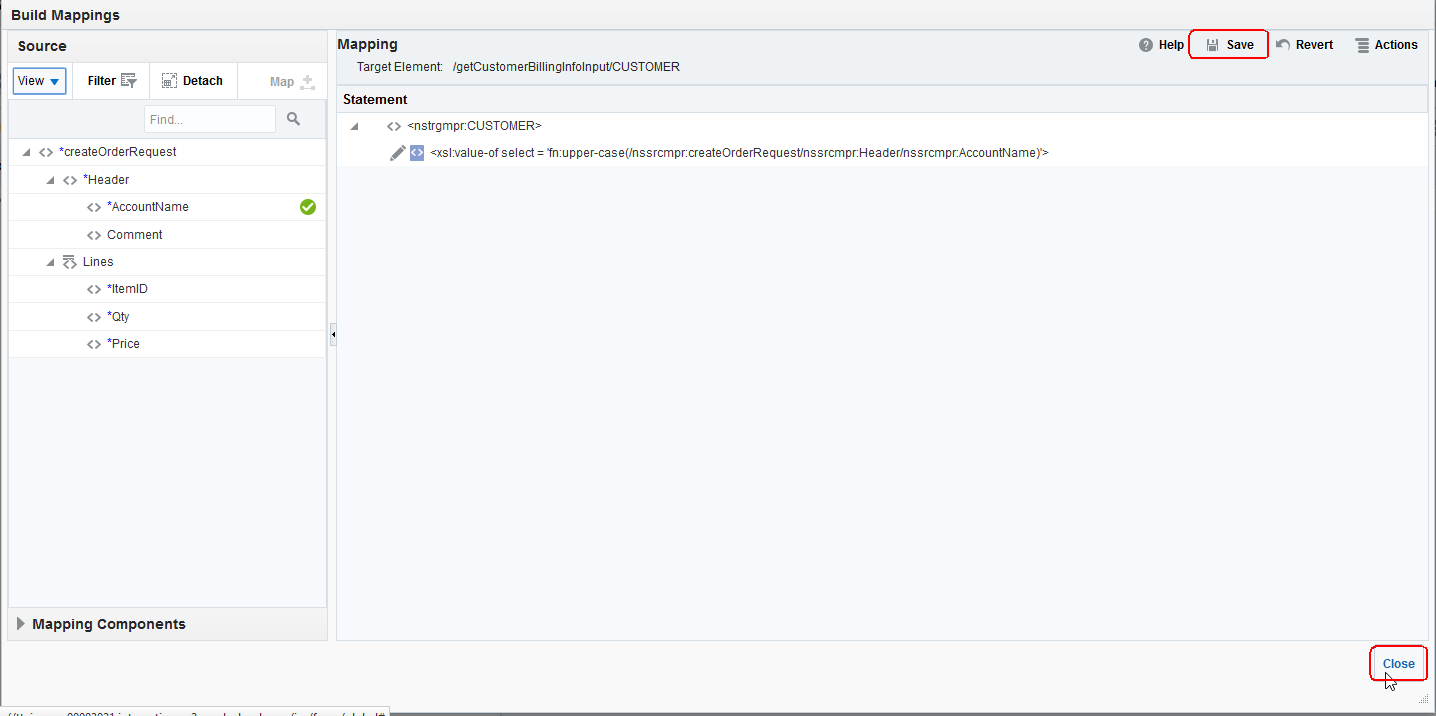 Build Mappings
Source
View
Filter
Detach
Map
Find...
*createOrderRequest
*Header
*AccountName
Comment
Lines
*ItemID
*Qty
*Price
Mapping Components
Mapping
Help
Save
Revert
Actions
Target Element: /getCustomerBillingInfoInput/CUSTOMER
Statement
<nstrgmpr:CUSTOMER>
<xsl:value-of select = 'fn:upper-case(/nssrcmpr:createOrderRequest/nssrcmpr:Header/nssrcmpr:AccountName)'>
Close